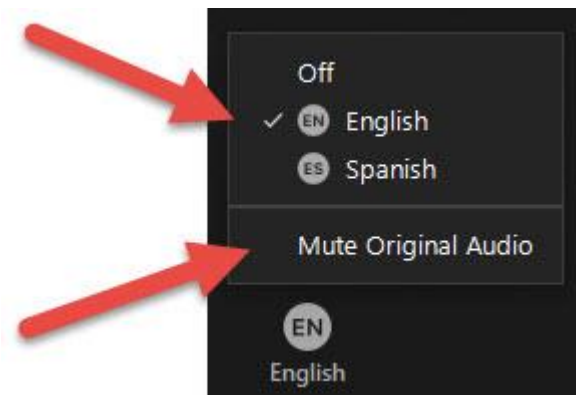 Off
EN English
ES Spanish
Mute Original Audio
EN
English